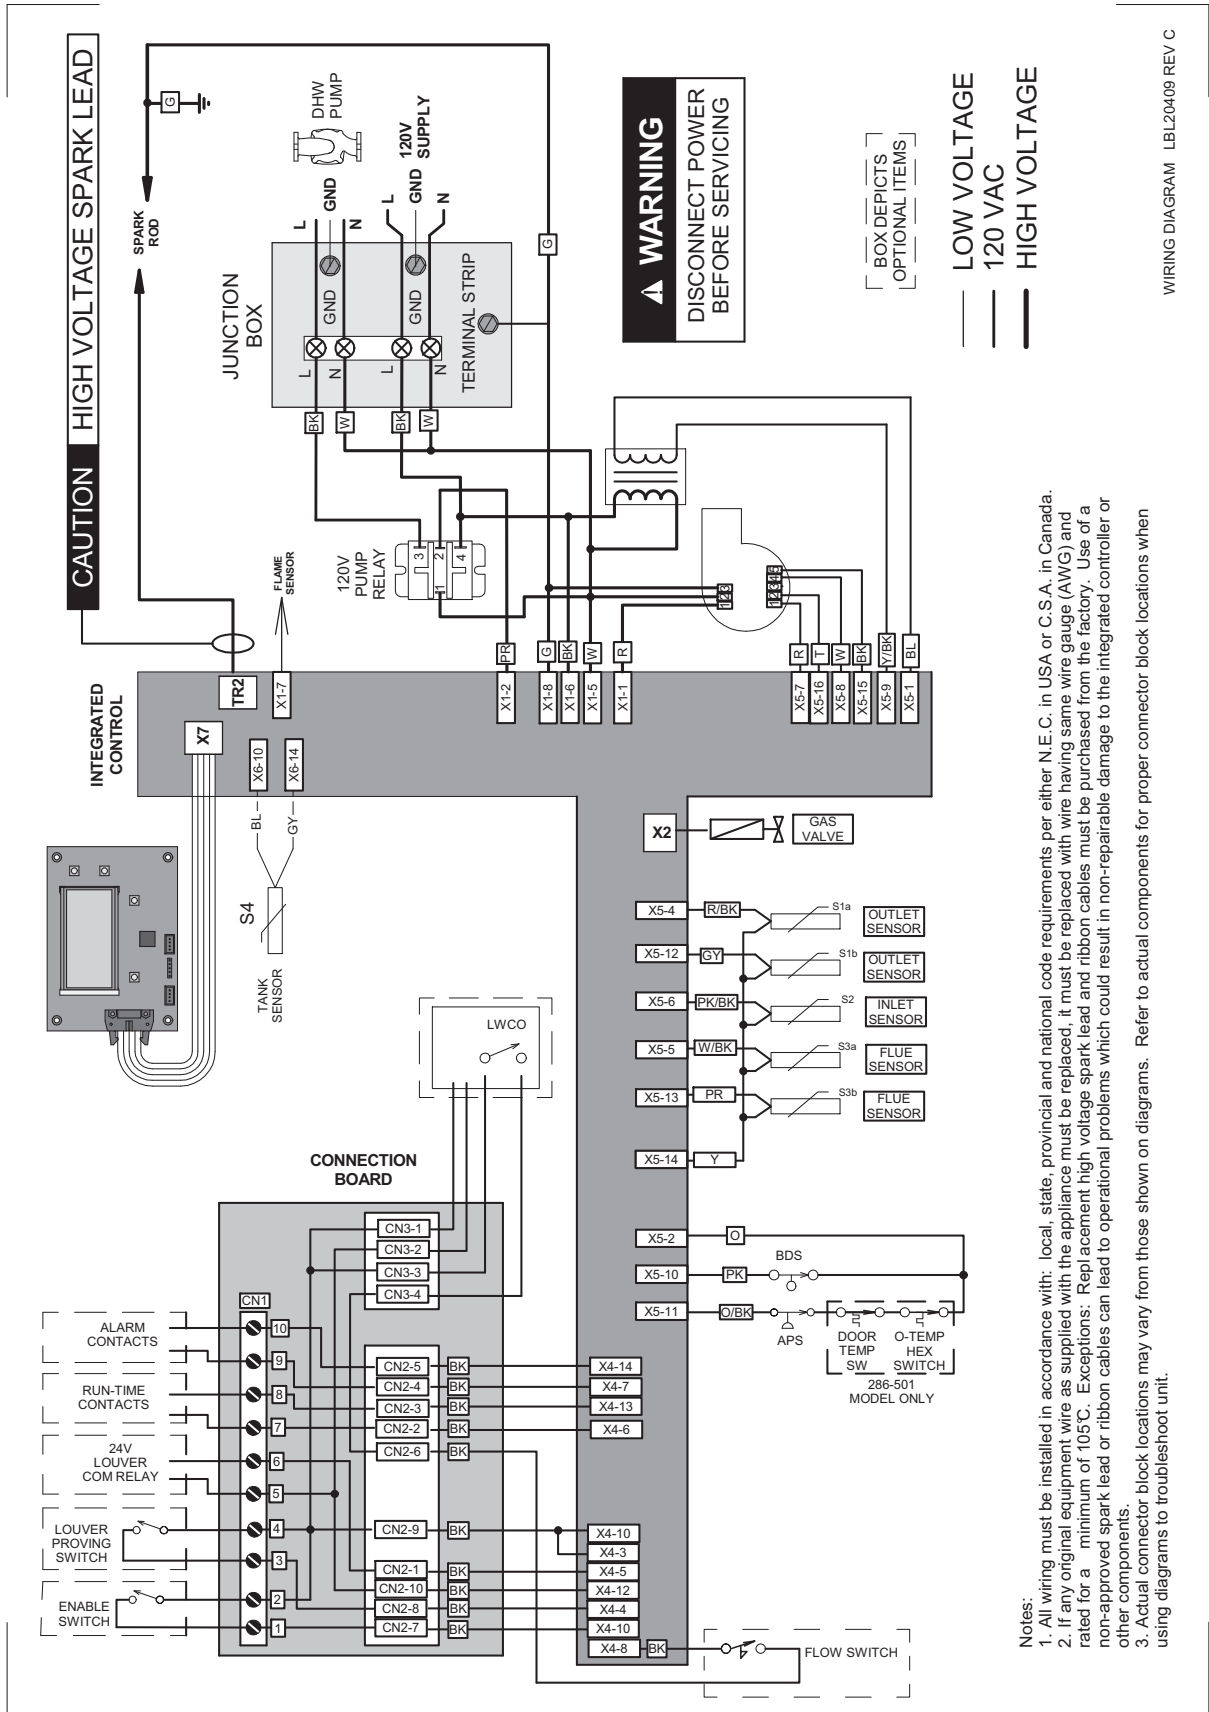 CAUTION HIGH VOLTAGE SPARK LEAD
SPARK
ROD
G
DHW
PUMP
120V
SUPPLY
L
GND
N
L
GND
N
JUNCTION
BOX
GND
GND
TERMINAL STRIP
L
N
L
N
BK
W
BK
W
G
WARNING
DISCONNECT POWER
BEFORE SERVICING
BOX DEPICTS
OPTIONAL ITEMS
LOW VOLTAGE
120 VAC
HIGH VOLTAGE
WIRING DIAGRAM LBL20409 REV C
INTEGRATED
CONTROL
TR2
X7
X1-7
FLAME
SENSOR
X6-10
X6-14
BL
GY
S4
TANK
SENSOR
120V
PUMP
RELAY
3
2
1
4
PR
G
BK
W
R
X1-2
X1-8
X1-6
X1-5
X1-1
1 2 3
1 2 3 4 5
R
T
W
BK
Y/BK
BL
X5-7
X5-16
X5-8
X5-15
X5-9
X5-1
X2
GAS
VALVE
X5-4
R/BK
S1a
OUTLET
SENSOR
X5-12
GY
S1b
OUTLET
SENSOR
X5-6
PK/BK
S2
INLET
SENSOR
X5-5
W/BK
S3a
FLUE
SENSOR
X5-13
PR
S3b
FLUE
SENSOR
X5-14
Y
X5-2
O
X5-10
PK
BDS
X5-11
O/BK
APS
DOOR
TEMP
SW
O-TEMP
HEX
SWITCH
286-501
MODEL ONLY
LWCO
CONNECTION
BOARD
CN3-1
CN3-2
CN3-3
CN3-4
CN1
ALARM
CONTACTS
10
9
RUN-TIME
CONTACTS
8
7
24V
LOUVER
COM RELAY
6
5
LOUVER
PROVING
SWITCH
4
3
ENABLE
SWITCH
2
1
CN2-5 BK X4-14
CN2-4 BK X4-7
CN2-3 BK X4-13
CN2-2 BK X4-6
CN2-6 BK
CN2-9 BK X4-10
X4-3
CN2-1 BK X4-5
CN2-10 BK X4-12
CN2-8 BK X4-4
CN2-7 BK X4-10
X4-8 BK
FLOW SWITCH
Notes:
1. All wiring must be installed in accordance with: local, state, provincial and national code requirements per either N.E.C. in USA or C.S.A. in Canada.
2. If any original equipment wire as supplied with the appliance must be replaced, it must be replaced with wire having same wire gauge (AWG) and
rated for a minimum of 105°C. Exceptions: Replacement high voltage spark lead and ribbon cables must be purchased from the factory. Use of a
non-approved spark lead or ribbon cables can lead to operational problems which could result in non-repairable damage to the integrated controller or
other components.
3. Actual connector block locations may vary from those shown on diagrams. Refer to actual components for proper connector block locations when
using diagrams to troubleshoot unit.